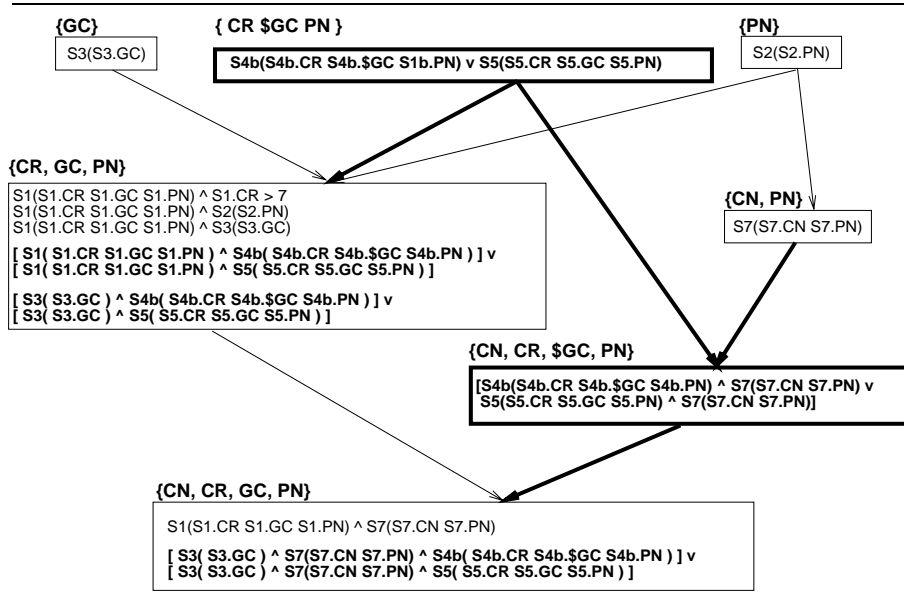 {GC}
{ CR $GC PN }
{PN}
S3(S3.GC)
S4b(S4b.CR S4b.$GC S1b.PN) v S5(S5.CR S5.GC S5.PN)
S2(S2.PN)
{CR, GC, PN}
S1(S1.CR S1.GC S1.PN) ^ S1.CR > 7
S1(S1.CR S1.GC S1.PN) ^ S2(S2.PN)
S1(S1.CR S1.GC S1.PN) ^ S3(S3.GC)
[ S1( S1.CR S1.GC S1.PN ) ^ S4b( S4b.CR S4b.$GC S4b.PN ) ] v
[ S1( S1.CR S1.GC S1.PN ) ^ S5( S5.CR S5.GC S5.PN ) ]
[ S3( S3.GC ) ^ S4b( S4b.CR S4b.$GC S4b.PN ) ] v
[ S3( S3.GC ) ^ S5( S5.CR S5.GC S5.PN ) ]
{CN, PN}
S7(S7.CN S7.PN)
{CN, CR, $GC, PN}
[S4b(S4b.CR S4b.$GC S4b.PN) ^ S7(S7.CN S7.PN) v
S5(S5.CR S5.GC S5.PN) ^ S7(S7.CN S7.PN)]
{CN, CR, GC, PN}
S1(S1.CR S1.GC S1.PN) ^ S7(S7.CN S7.PN)
[ S3( S3.GC ) ^ S7(S7.CN S7.PN) ^ S4b( S4b.CR S4b.$GC S4b.PN ) ] v
[ S3( S3.GC ) ^ S7(S7.CN S7.PN) ^ S5( S5.CR S5.GC S5.PN ) ]